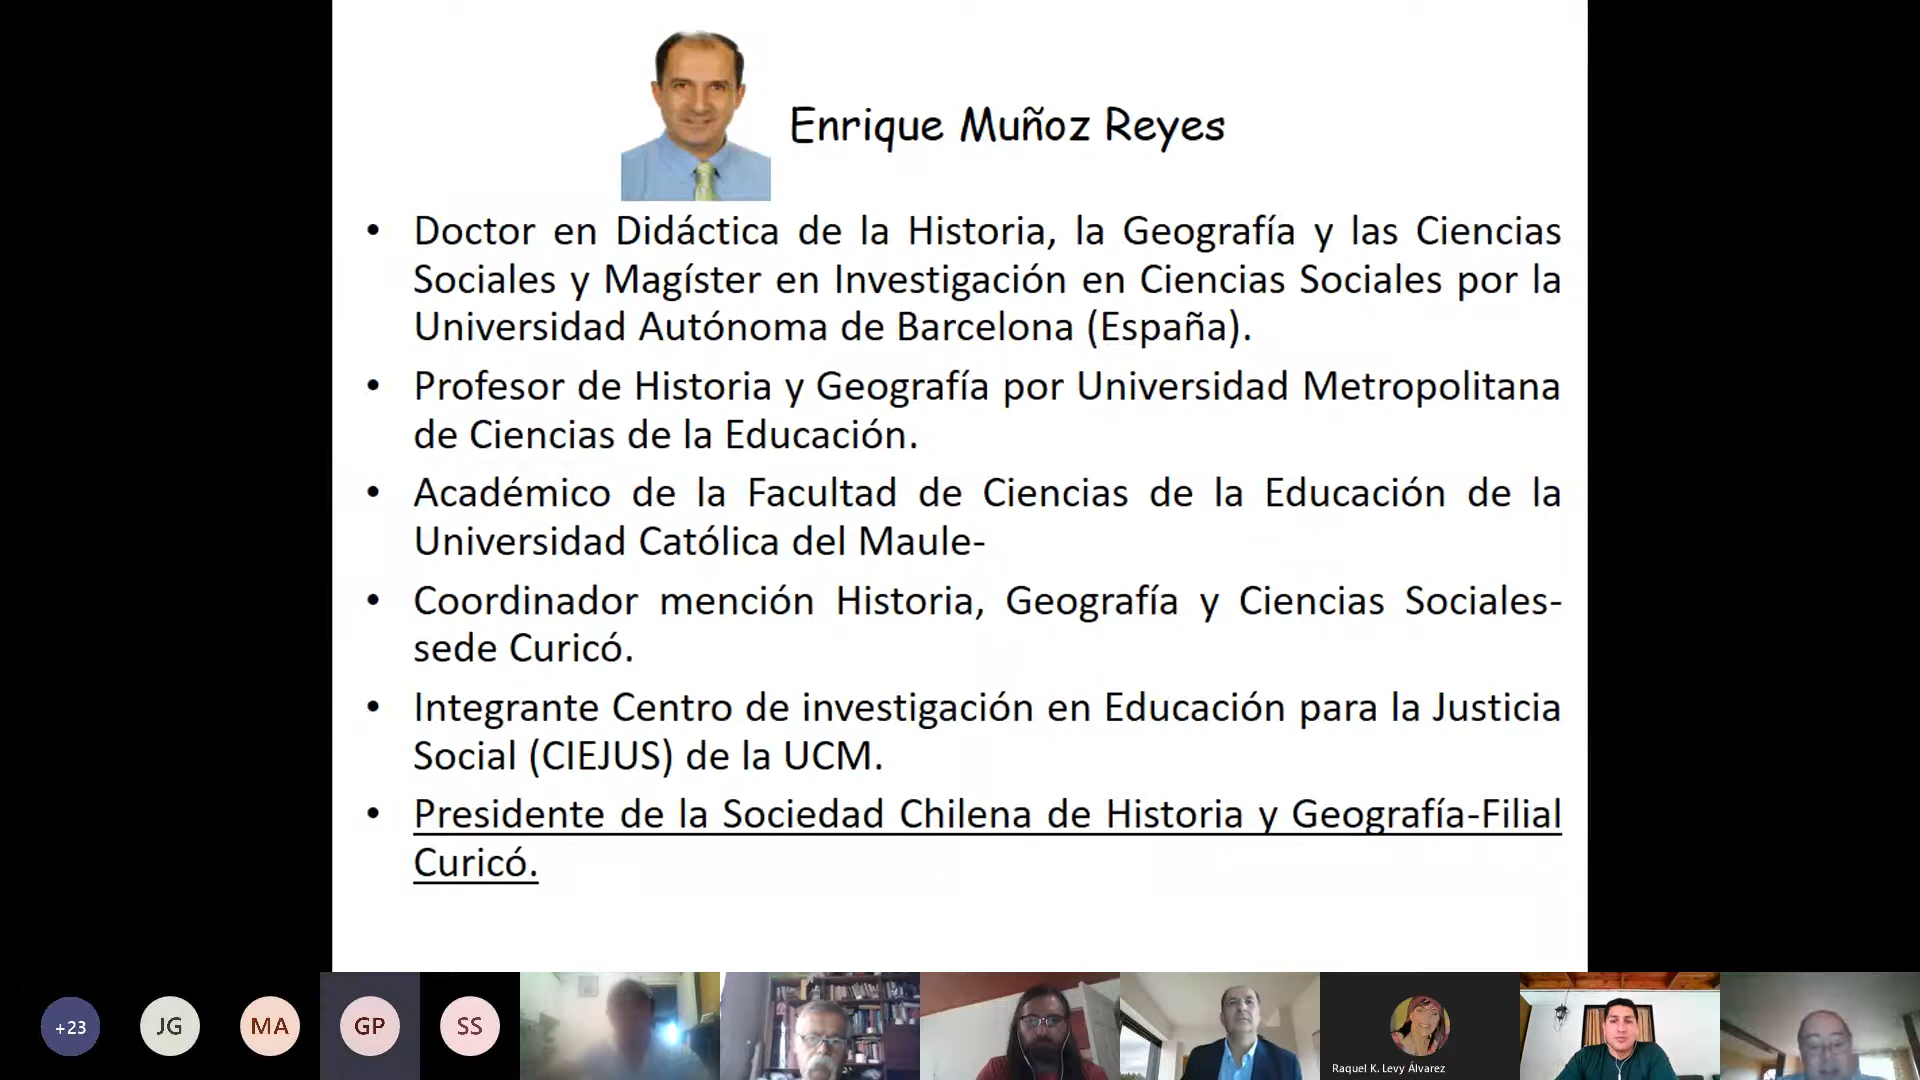 Enrique Muñoz Reyes
• Doctor en Didáctica de la Historia, la Geografía y las Ciencias
Sociales y Magíster en Investigación en Ciencias Sociales por la
Universidad Autónoma de Barcelona (España).
• Profesor de Historia y Geografía por Universidad Metropolitana
de Ciencias de la Educación.
• Académico de la Facultad de Ciencias de la Educación de la
Universidad Católica del Maule-
• Coordinador mención Historia, Geografía y Ciencias Sociales-
sede Curicó.
• Integrante Centro de investigación en Educación para la Justicia
Social (CIEJUS) de la UCM.
• Presidente de la Sociedad Chilena de Historia y Geografía-Filial
Curicó.
+23
JG
MA
GP
SS
Raquel K. Levy Álvarez